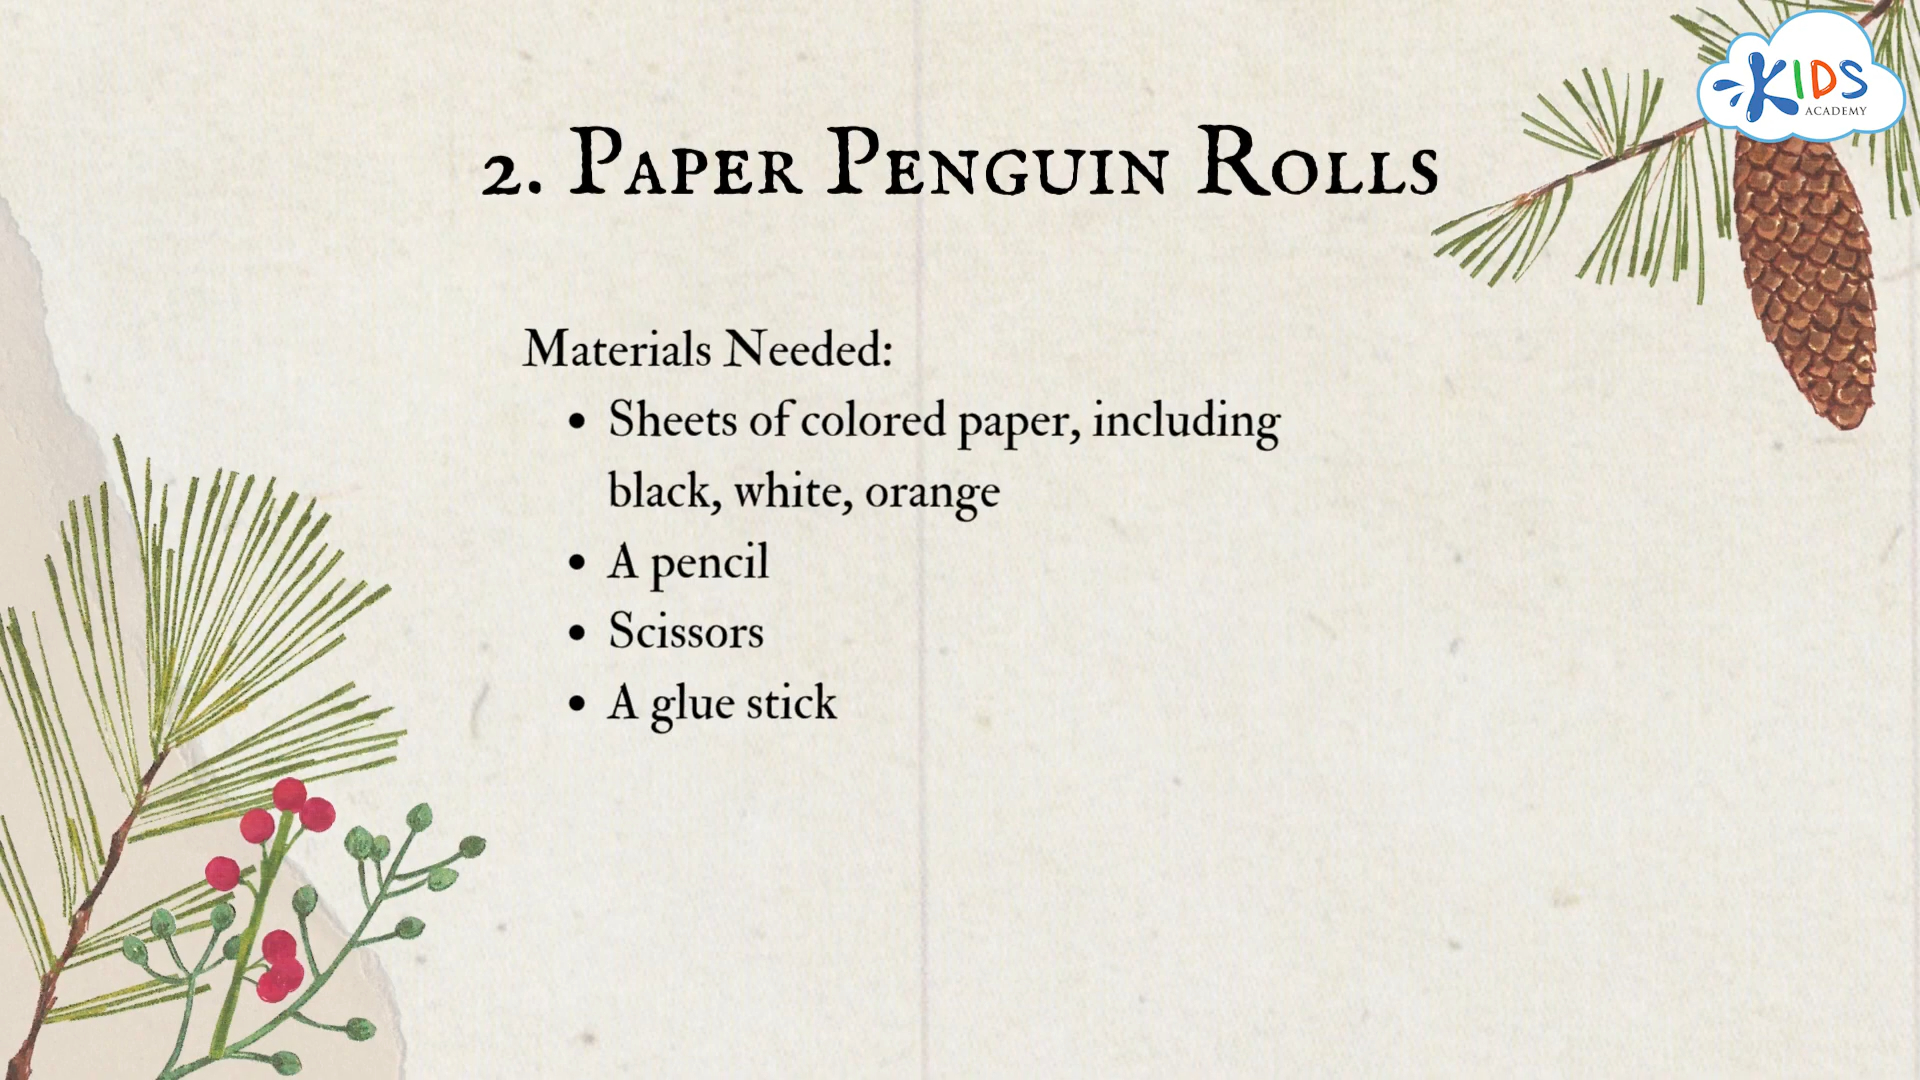 KIDS
ACADEMY
2. Paper Penguin Rolls
Materials Needed:
• Sheets of colored paper, including
black, white, orange
• A pencil
• Scissors
• A glue stick